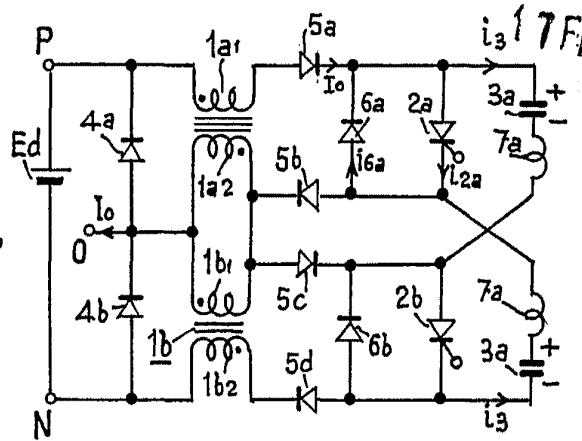 P
1a1
5a
i3
17F
Io
6a
2a
3a
+
-
4a
Ed
1a2
5b
i6a
i2a
7a
Io
O
1b1
5c
2b
7a
4b
1b
1b2
6b
3a
+
-
5d
N
i3